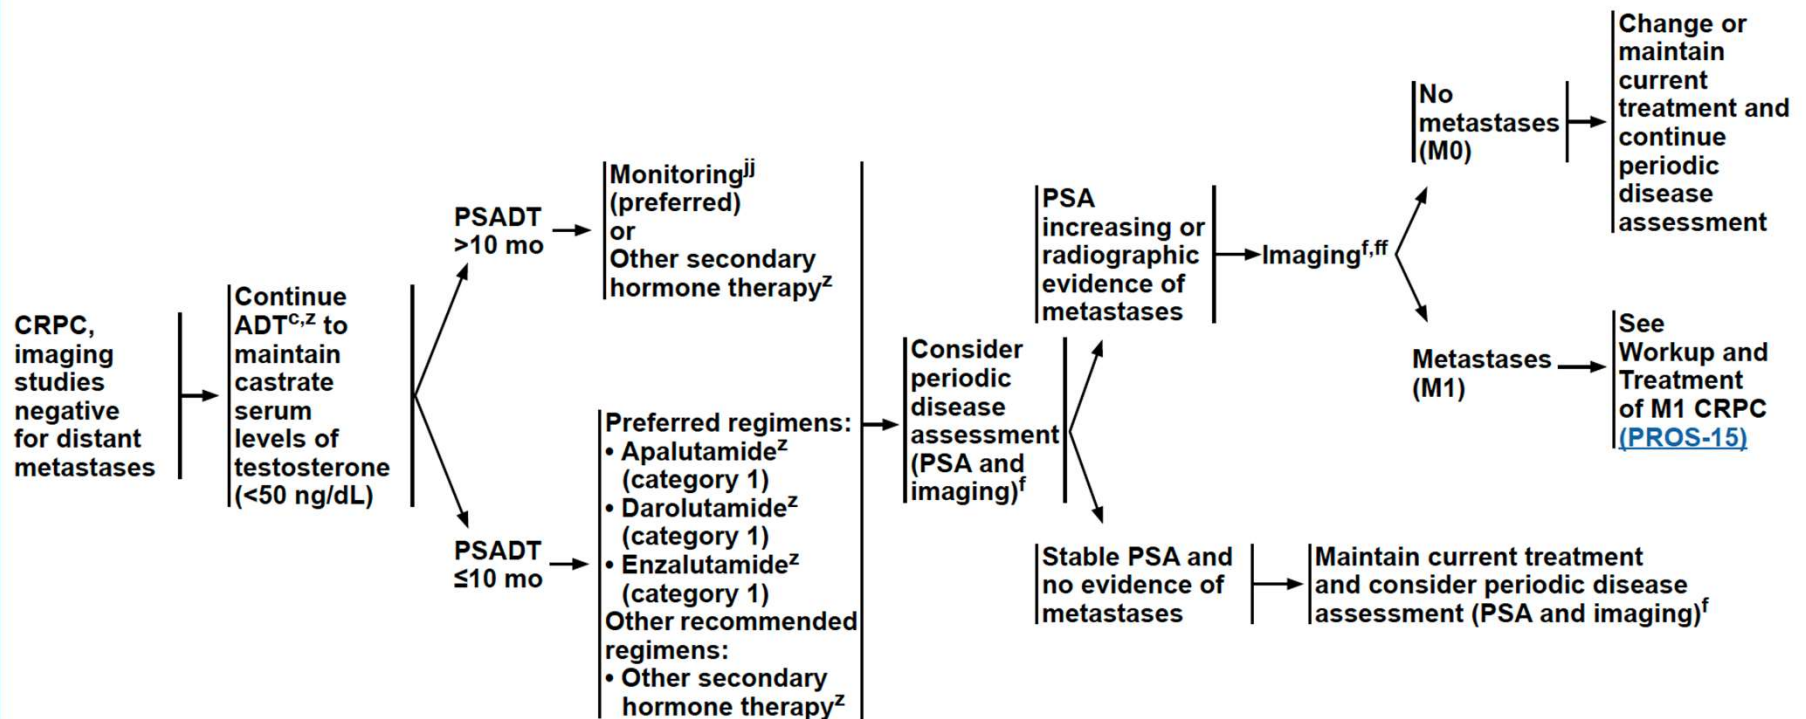 CRPC,
imaging
studies
negative
for distant
metastases
Continue
ADTc,z to
maintain
castrate
serum
levels of
testosterone
(<50 ng/dL)
PSADT
>10 mo
Monitoringjj
(preferred)
or
Other secondary
hormone therapyz
PSADT
≤10 mo
Preferred regimens:
• Apalutamidez
(category 1)
• Darolutamidez
(category 1)
• Enzalutamidez
(category 1)
Other recommended
regimens:
• Other secondary
hormone therapyz
Consider
periodic
disease
assessment
(PSA and
imaging)f
PSA
increasing or
radiographic
evidence of
metastases
Imagingf,ff
No
metastases
(M0)
Change or
maintain
current
treatment and
continue
periodic
disease
assessment
Metastases
(M1)
See
Workup and
Treatment
of M1 CRPC
(PROS-15)
Stable PSA and
no evidence of
metastases
Maintain current treatment
and consider periodic disease
assessment (PSA and imaging)f